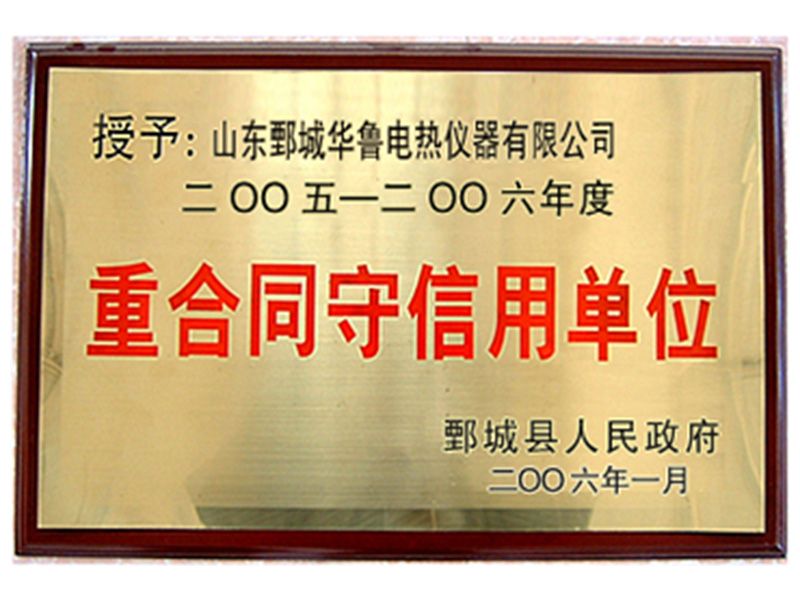 授予：山东鄄城华鲁电热仪器有限公司
二〇〇五—二〇〇六年度
重合同守信用单位
鄄城县人民政府
二〇〇六年一月